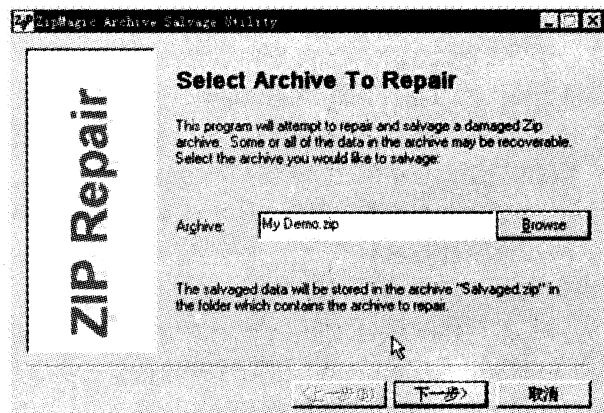 ZipMagic Archive Salvage Utility
ZIP Repair
Select Archive To Repair
This program will attempt to repair and salvage a damaged Zip
archive. Some or all of the data in the archive may be recoverable.
Select the archive you would like to salvage:
Archive:
My Demo.zip
Browse
The salvaged data will be stored in the archive "Salvaged.zip" in
the folder which contains the archive to repair.
<上一步(B)
下一步>
取消